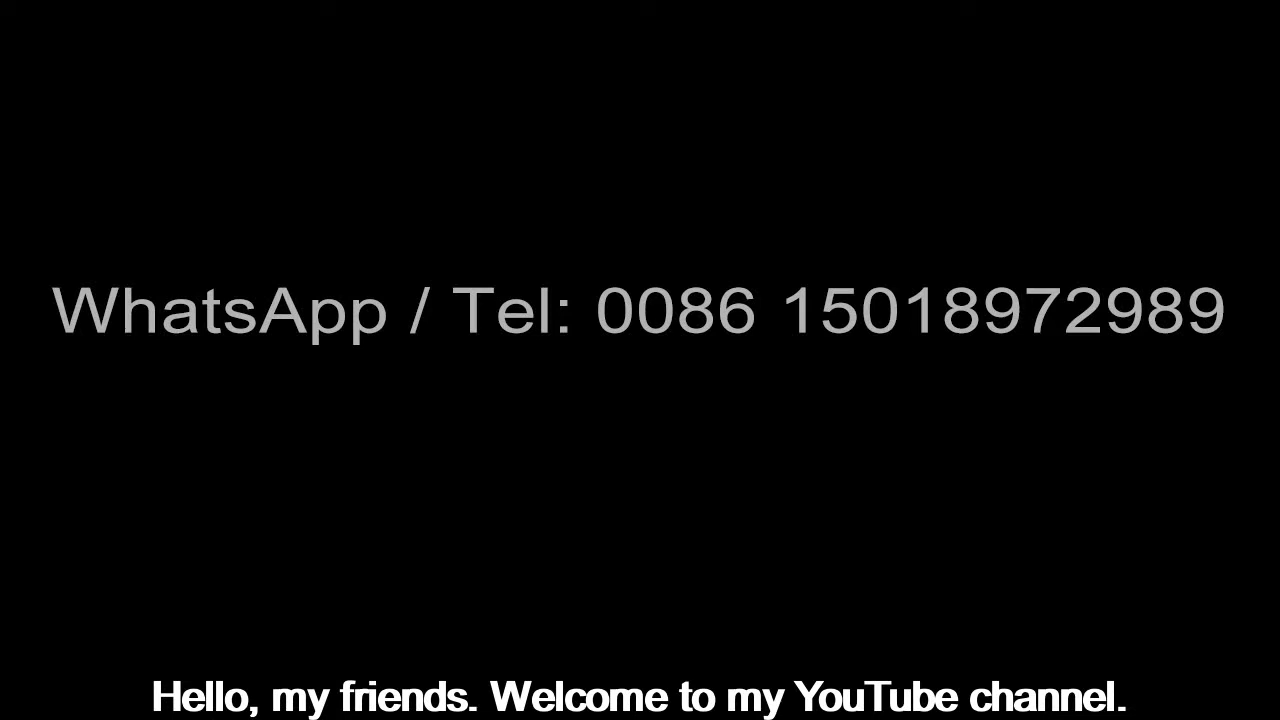 WhatsApp / Tel: 0086 15018972989
Hello, my friends. Welcome to my YouTube channel.